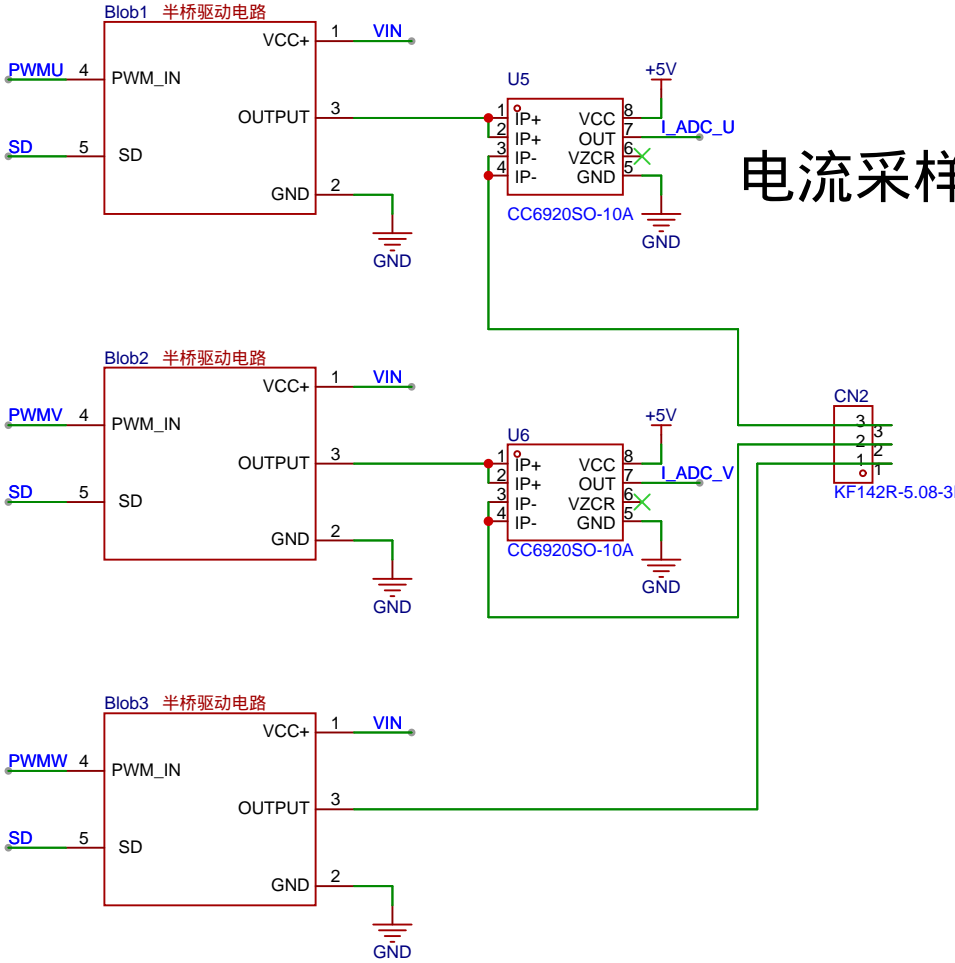 Blob1 半桥驱动电路
VCC+ 1 VIN
PWMU 4 PWM_IN
OUTPUT 3
SD 5 SD
GND 2
GND
U5
+5V
1 IP+ VCC 8
2 IP+ OUT 7 I_ADC_U
3 IP- VZCR 6
4 IP- GND 5
CC6920SO-10A
GND
电流采样
Blob2 半桥驱动电路
VCC+ 1 VIN
PWMV 4 PWM_IN
OUTPUT 3
SD 5 SD
GND 2
GND
U6
+5V
1 IP+ VCC 8
2 IP+ OUT 7 I_ADC_V
3 IP- VZCR 6
4 IP- GND 5
CC6920SO-10A
GND
CN2
3 3
2 2
1 1
KF142R-5.08-3
Blob3 半桥驱动电路
VCC+ 1 VIN
PWMW 4 PWM_IN
OUTPUT 3
SD 5 SD
GND 2
GND